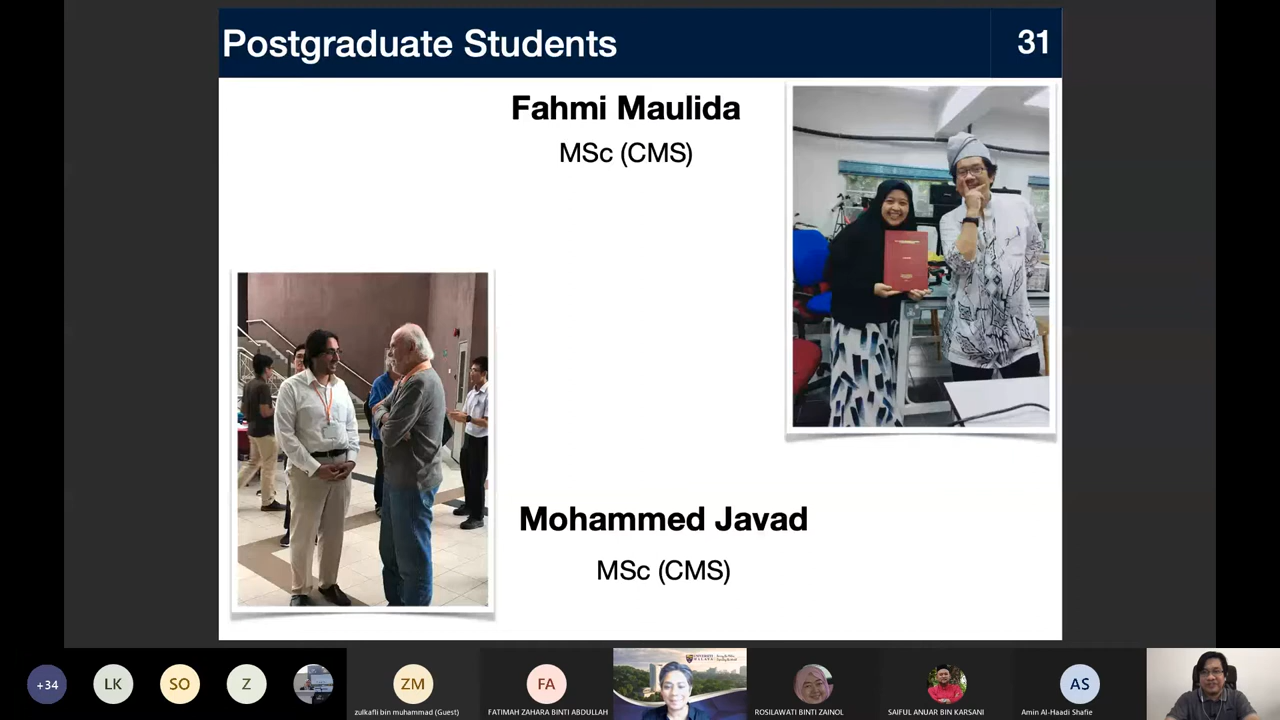 Postgraduate Students
31
Fahmi Maulida
MSc (CMS)
Mohammed Javad
MSc (CMS)
+34
LK
SO
Z
ZM
zulkafli bin muhammad (Guest)
FA
FATIMAH ZAHARA BINTI ABDULLAH
ROSILAWATI BINTI ZAINOL
SAIFUL ANUAR BIN KARSANI
AS
Amin Al-Haadi Shafie